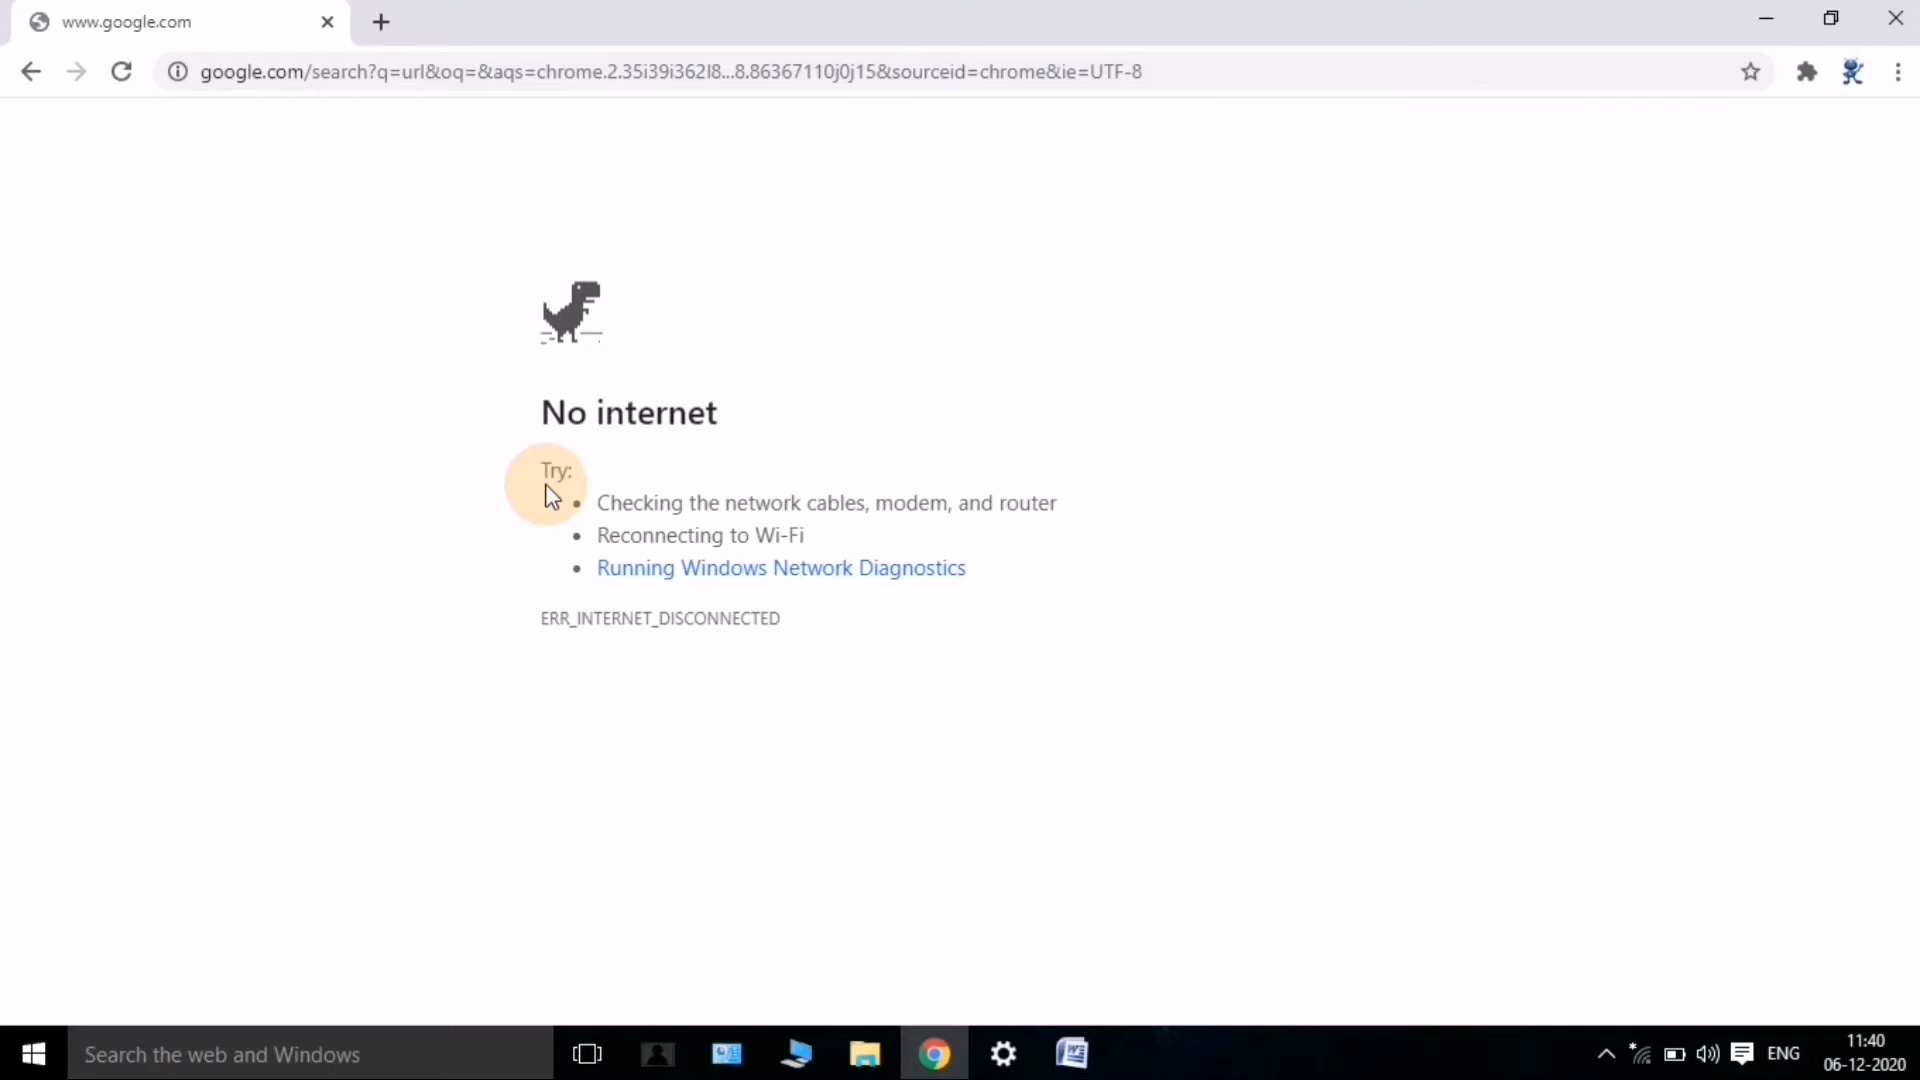 www.google.com
google.com/search?q=url&oq=&aqs=chrome.2.35i39i362l8...8.86367110j0j15&sourceid=chrome&ie=UTF-8
No internet
Try:
Checking the network cables, modem, and router
Reconnecting to Wi-Fi
Running Windows Network Diagnostics
ERR_INTERNET_DISCONNECTED
Search the web and Windows
ENG
11:40
06-12-2020